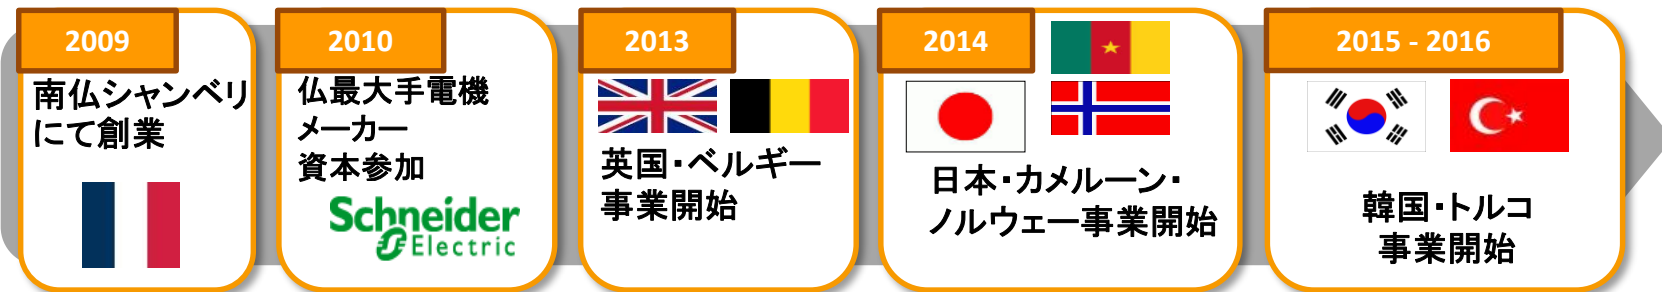 2009
南仏シャンベリ
にて創業
2010
仏最大手電機
メーカー
資本参加
Schneider
Electric
2013
英国・ベルギー
事業開始
2014
日本・カメルーン・
ノルウェー事業開始
2015 - 2016
韓国・トルコ
事業開始